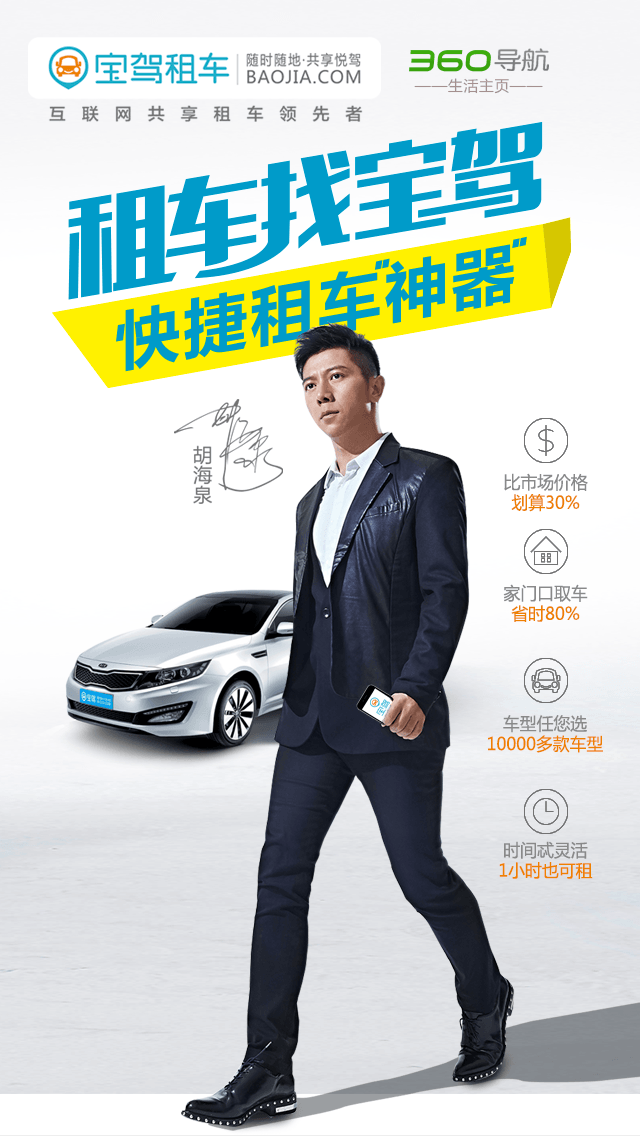 宝驾租车
随时随地·共享悦驾
BAOJIA.COM
互联网共享租车领先者
360导航
——生活主页——
租车找宝驾
快捷租车"神器"
胡海泉
比市场价格
划算30%
家门口取车
省时80%
车型任您选
10000多款车型
时间忒灵活
1小时也可租
宝驾
宝驾